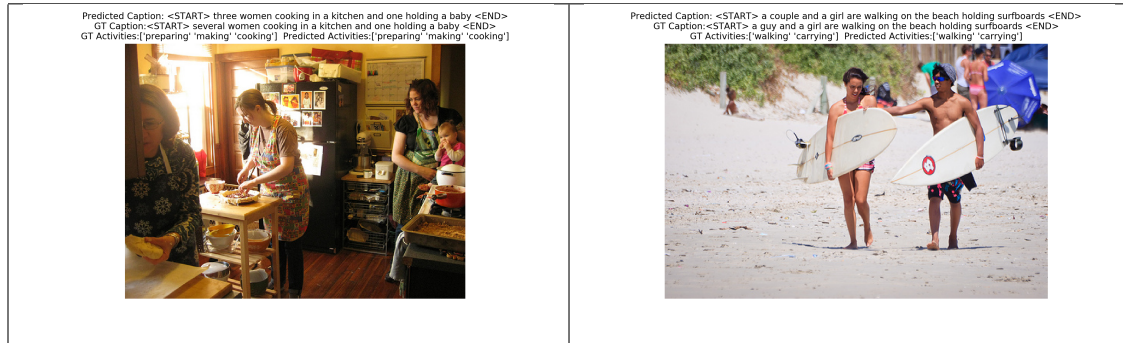 Predicted Caption: <START> three women cooking in a kitchen and one holding a baby <END>
GT Caption:<START> several women cooking in a kitchen and one holding a baby <END>
GT Activities:['preparing' 'making' 'cooking']  Predicted Activities:['preparing' 'making' 'cooking']
Predicted Caption: <START> a couple and a girl are walking on the beach holding surfboards <END>
GT Caption:<START> a guy and a girl are walking on the beach holding surfboards <END>
GT Activities:['walking' 'carrying']  Predicted Activities:['walking' 'carrying']